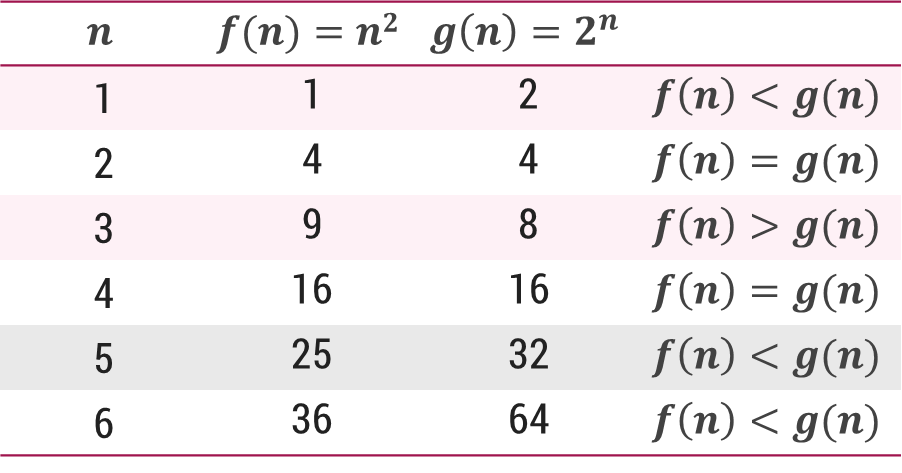 n f(n) = n² g(n) = 2ⁿ
1 1 2 f(n) < g(n)
2 4 4 f(n) = g(n)
3 9 8 f(n) > g(n)
4 16 16 f(n) = g(n)
5 25 32 f(n) < g(n)
6 36 64 f(n) < g(n)